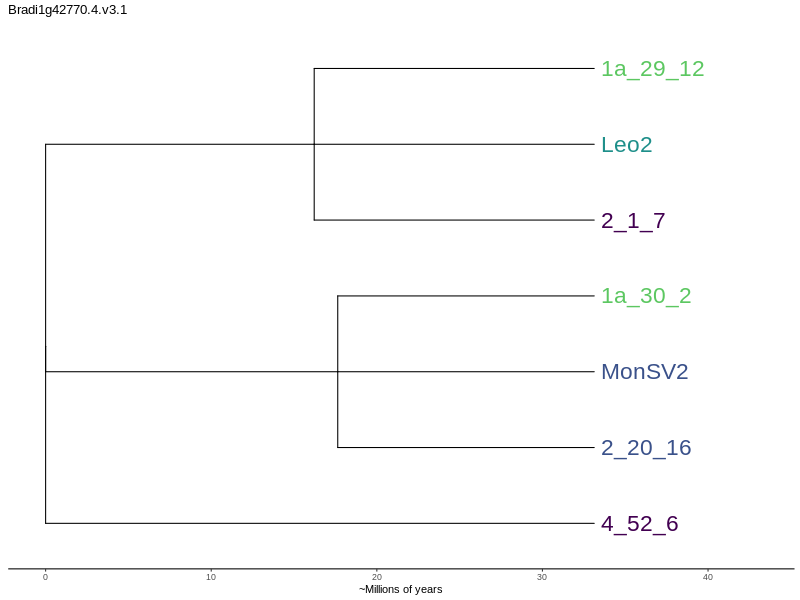 Bradi1g42770.4.v3.1
1a_29_12
Leo2
2_1_7
1a_30_2
MonSV2
2_20_16
4_52_6
0 10 20 30 40
~Millions of years